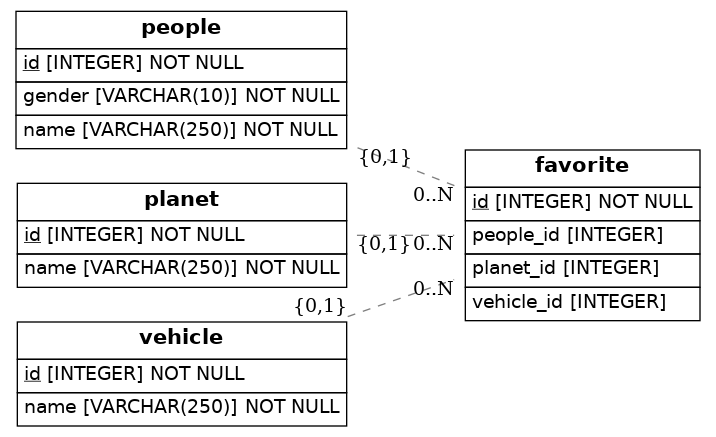 people
id [INTEGER] NOT NULL
gender [VARCHAR(10)] NOT NULL
name [VARCHAR(250)] NOT NULL
{0,1}
0..N
planet
id [INTEGER] NOT NULL
name [VARCHAR(250)] NOT NULL
{0,1}
0..N
vehicle
id [INTEGER] NOT NULL
name [VARCHAR(250)] NOT NULL
{0,1}
0..N
favorite
id [INTEGER] NOT NULL
people_id [INTEGER]
planet_id [INTEGER]
vehicle_id [INTEGER]